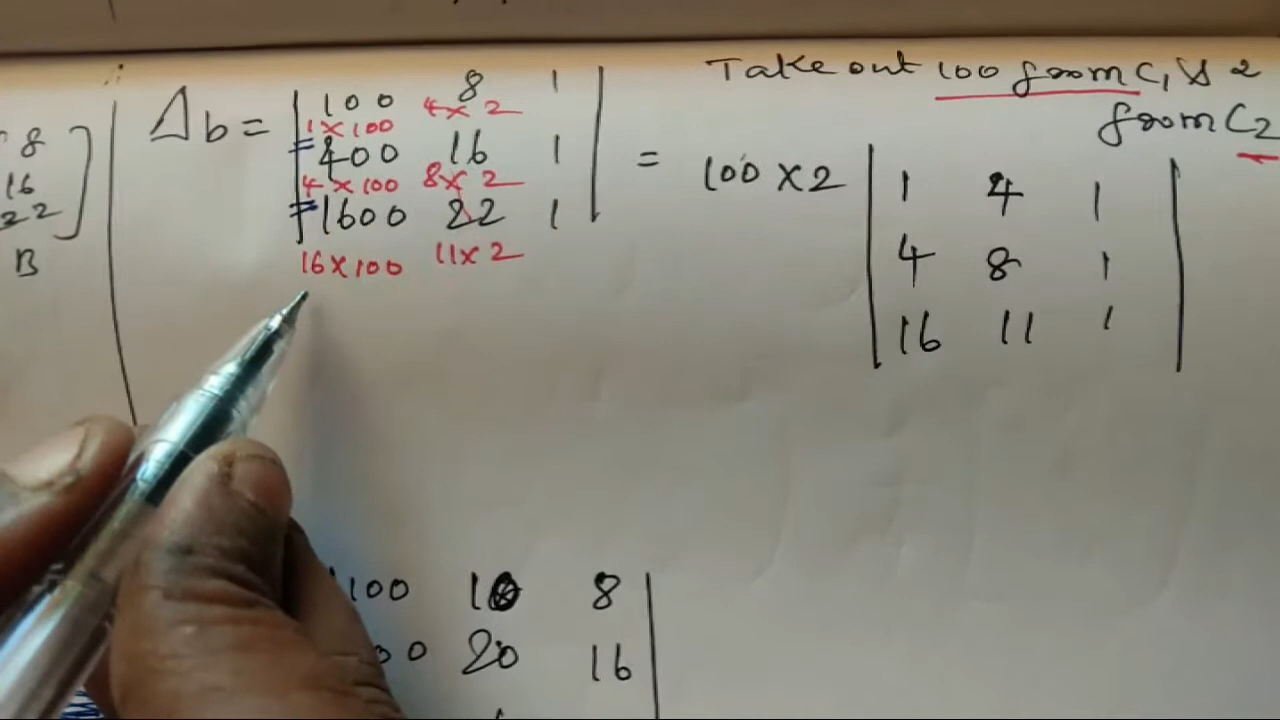 Take out 100 from C1 & 2
from C2
8
16
22
B
Δb = | 100 8 1 |
1 x 100 4 x 2
= 400 16 1
4 x 100 8 x 2
= 1600 22 1
16 x 100 11 x 2
= 100 x 2 | 1 4 1 |
4 8 1
16 11 1
100 10 8
00 20 16